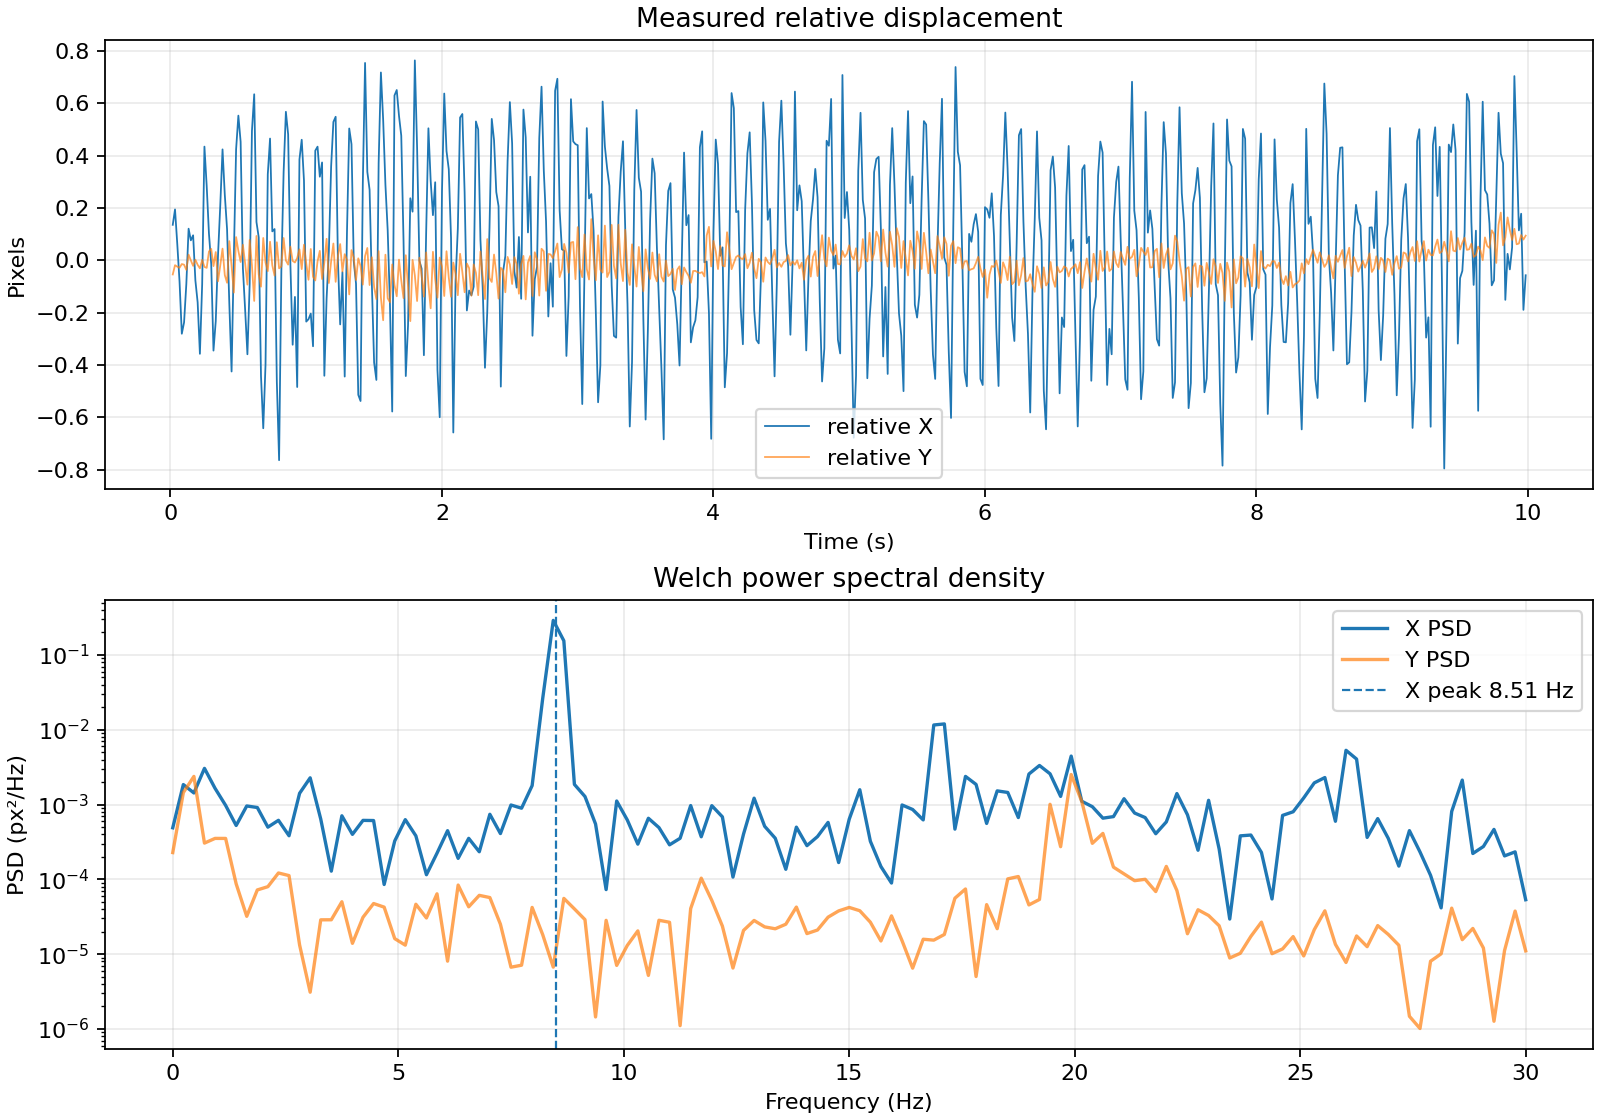 Measured relative displacement
0.8
0.6
0.4
0.2
0.0
−0.2
−0.4
−0.6
−0.8
Pixels
relative X
relative Y
0 2 4 6 8 10
Time (s)
Welch power spectral density
10⁻¹
10⁻²
10⁻³
10⁻⁴
10⁻⁵
10⁻⁶
PSD (px²/Hz)
X PSD
Y PSD
X peak 8.51 Hz
0 5 10 15 20 25 30
Frequency (Hz)